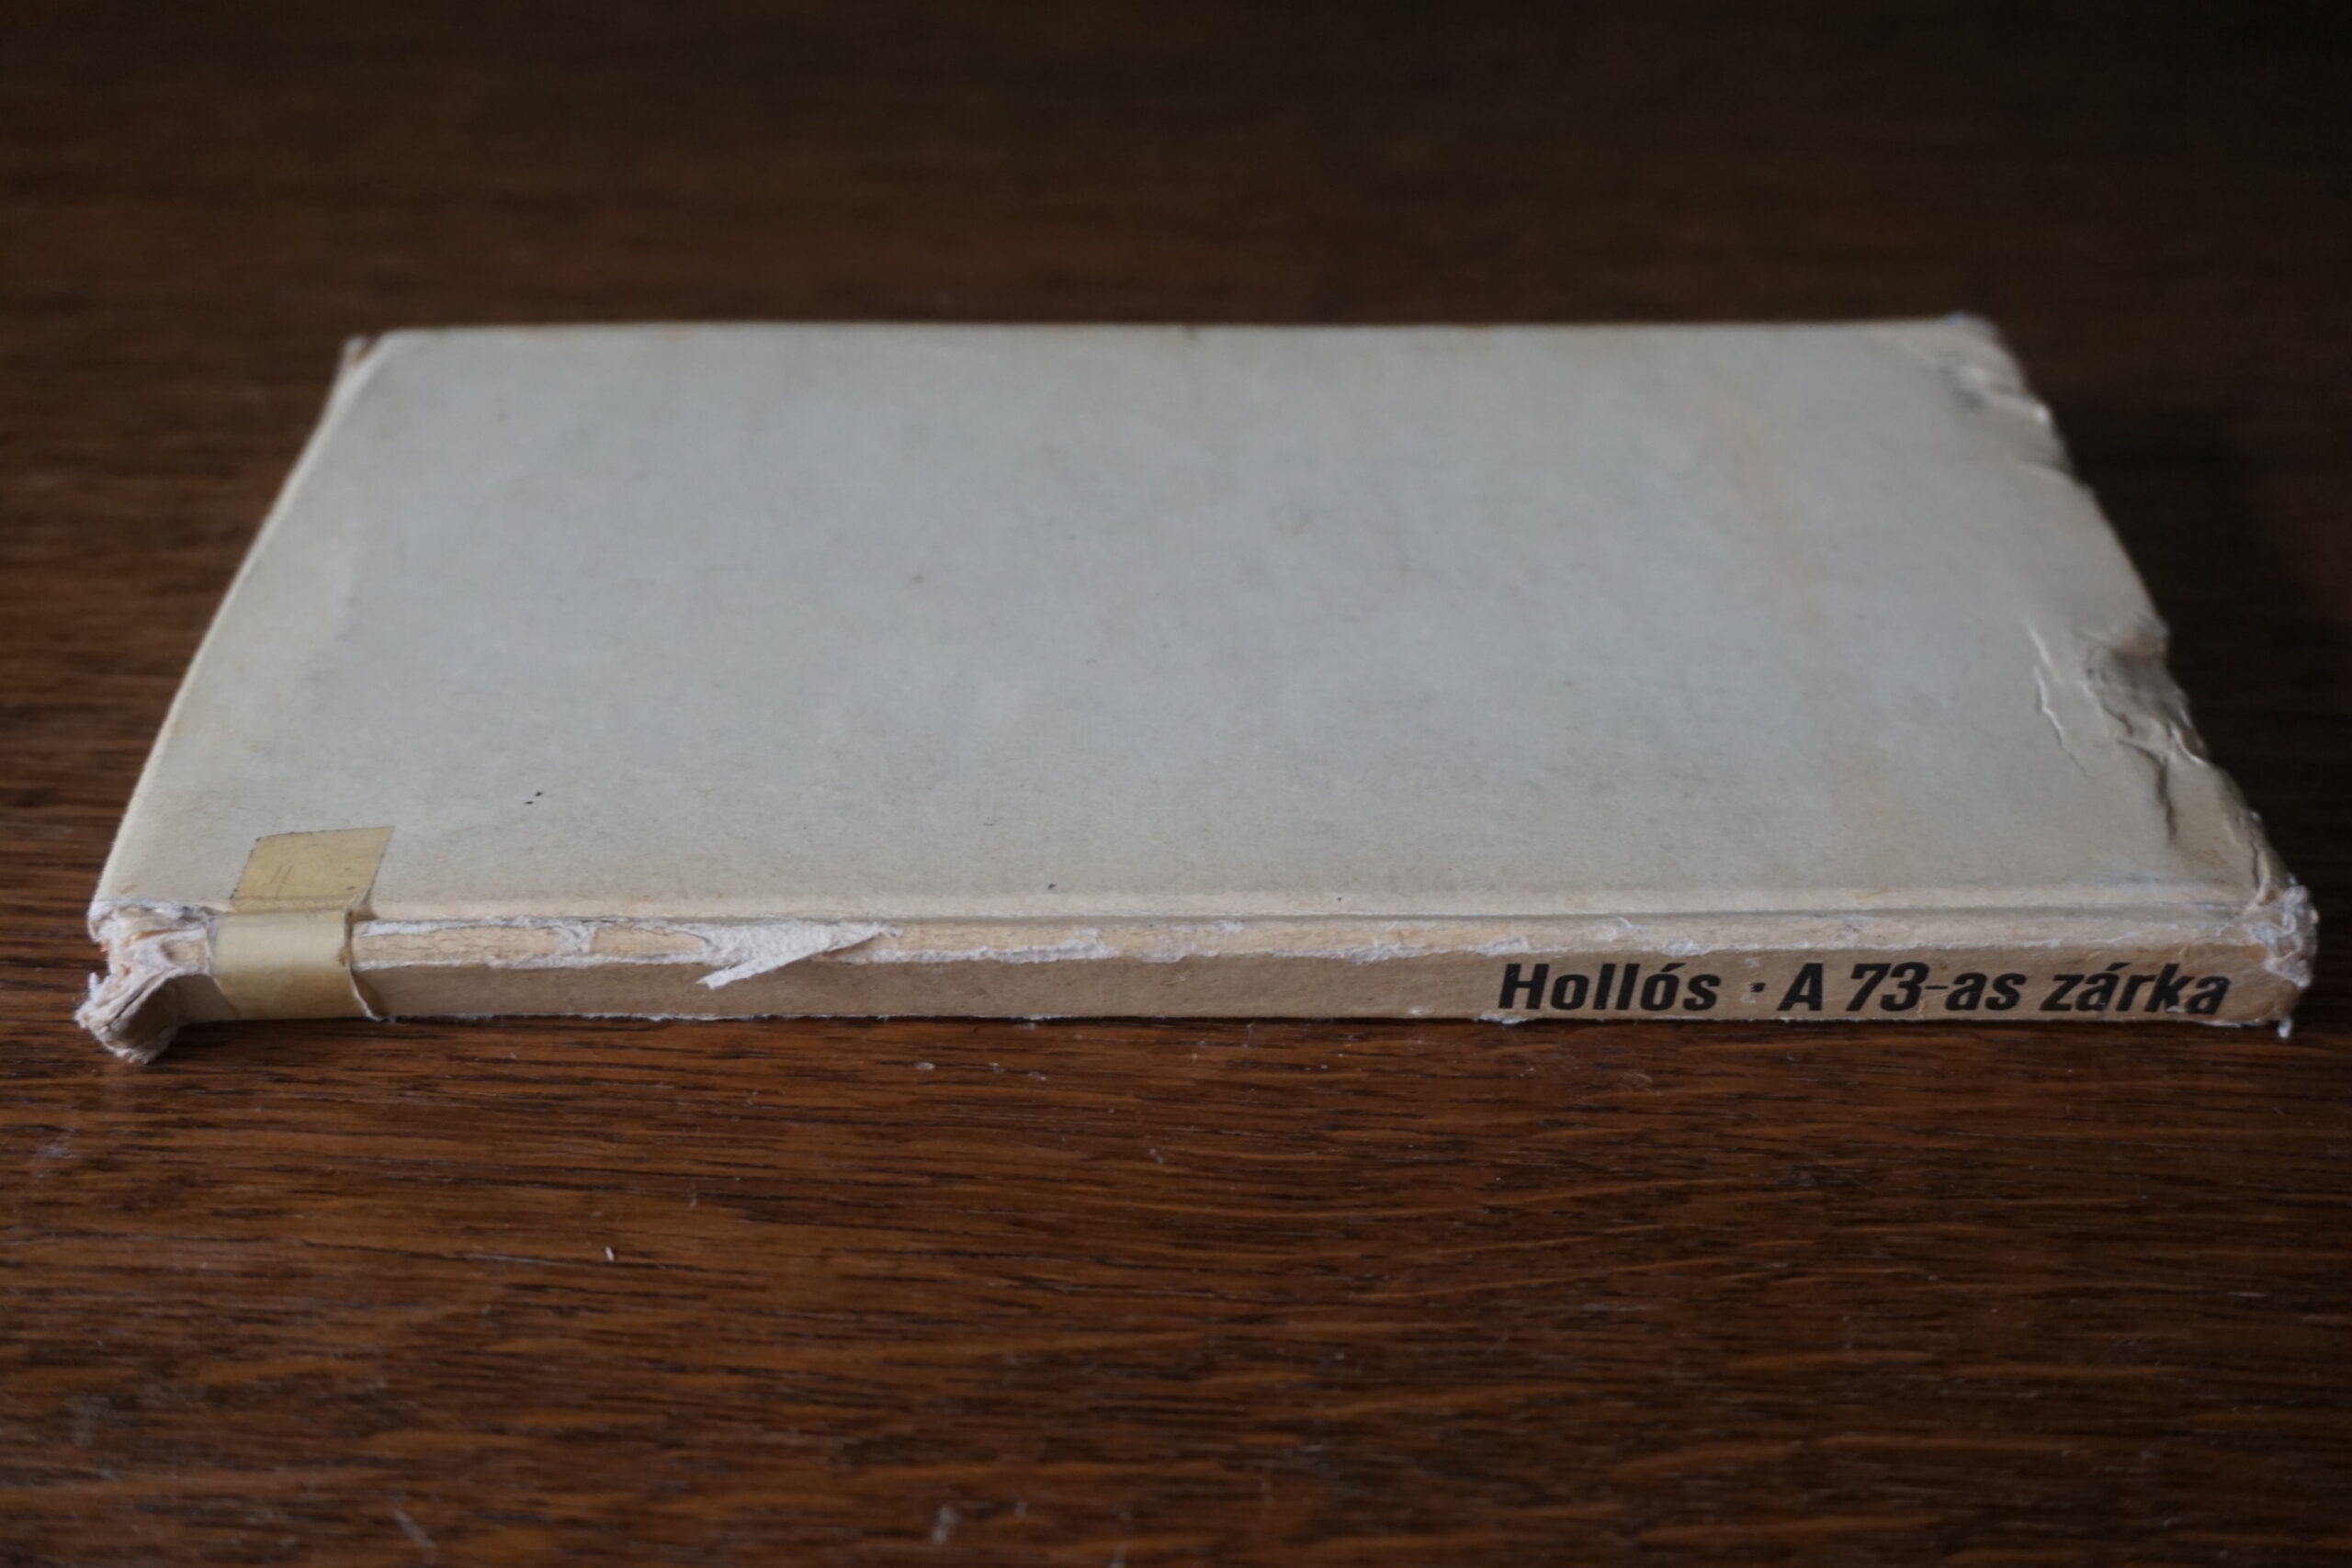 Hollós · A 73-as zárka